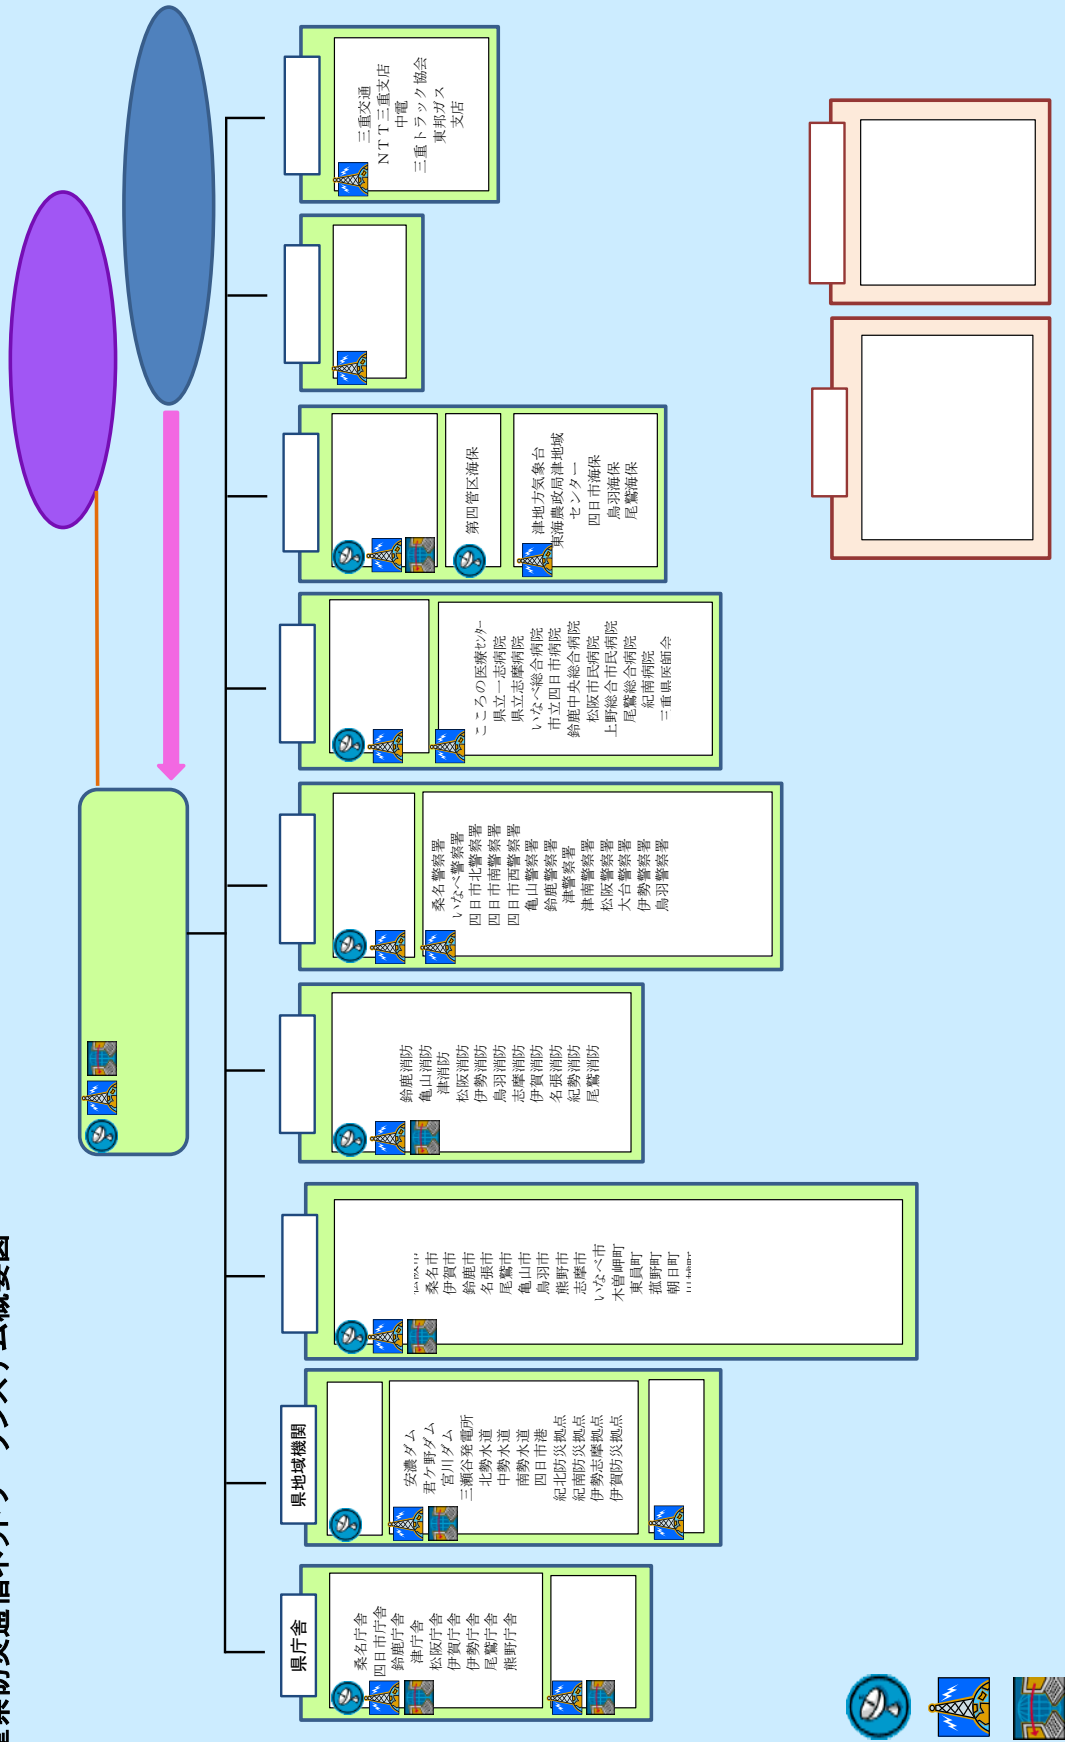 県庁舎
桑名庁舎
四日市庁舎
鈴鹿庁舎
津庁舎
松阪庁舎
伊賀庁舎
伊勢庁舎
尾鷲庁舎
熊野庁舎
県地域機関
安濃ダム
君ケ野ダム
宮川ダム
三瀬谷発電所
北勢水道
中勢水道
南勢水道
四日市港
紀北防災拠点
紀南防災拠点
伊勢志摩拠点
伊賀防災拠点
桑名市
伊賀市
鈴鹿市
名張市
尾鷲市
亀山市
鳥羽市
熊野市
志摩市
いなべ市
木曽岬町
東員町
菰野町
朝日町
鈴鹿消防
亀山消防
津消防
松阪消防
伊勢消防
鳥羽消防
志摩消防
伊賀消防
名張消防
紀勢消防
尾鷲消防
桑名警察署
いなべ警察署
四日市北警察署
四日市南警察署
四日市西警察署
亀山警察署
鈴鹿警察署
津警察署
津南警察署
松阪警察署
大台警察署
伊勢警察署
鳥羽警察署
こころの医療センター
県立一志病院
県立志摩病院
いなべ総合病院
市立四日市病院
鈴鹿中央総合病院
松阪市民病院
上野総合市民病院
尾鷲総合病院
紀南病院
三重県医師会
第四管区海保
津地方気象台
東海農政局津地域
センター
四日市海保
鳥羽海保
尾鷲海保
三重交通
NTT三重支店
中電
三重トラック協会
東邦ガス
支店